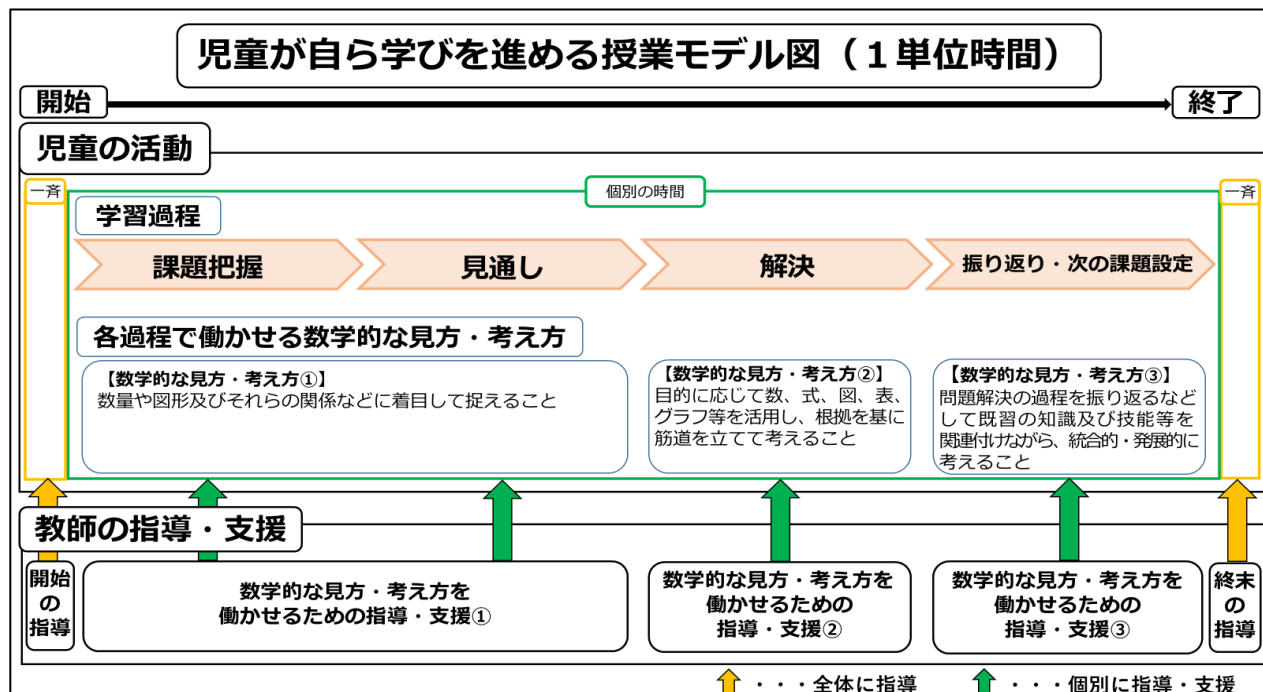 児童が自ら学びを進める授業モデル図(1単位時間)
開始
終了
児童の活動
一斉
個別の時間
一斉
学習過程
課題把握
見通し
解決
振り返り・次の課題設定
各過程で働かせる数学的な見方・考え方
【数学的な見方・考え方①】
数量や図形及びそれらの関係などに着目して捉えること
【数学的な見方・考え方②】
目的に応じて数、式、図、表、
グラフ等を活用し、根拠を基に
筋道を立てて考えること
【数学的な見方・考え方③】
問題解決の過程を振り返るなど
して既習の知識及び技能等を
関連付けながら、統合的・発展的に
考えること
教師の指導・支援
開始
の
指導
数学的な見方・考え方を
働かせるための指導・支援①
数学的な見方・考え方を
働かせるための
指導・支援②
数学的な見方・考え方を
働かせるための
指導・支援③
終末
の
指導
・・・全体に指導
・・・個別に指導・支援